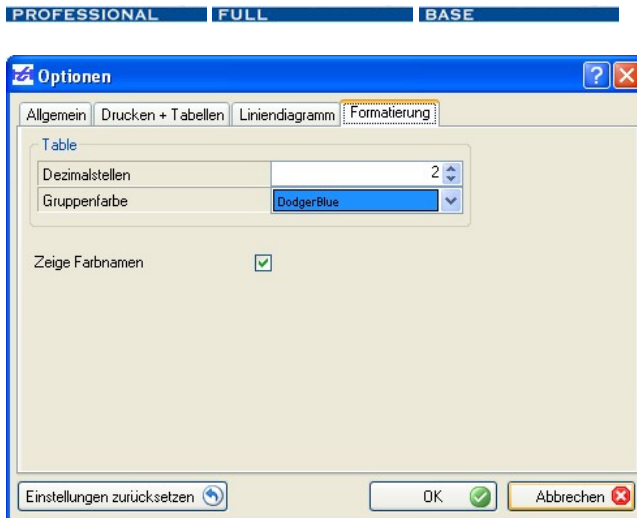 PROFESSIONAL FULL BASE
Optionen
Allgemein Drucken + Tabellen Liniendiagramm Formatierung
Table
Dezimalstellen 2
Gruppenfarbe DodgerBlue
Zeige Farbnamen
Einstellungen zurücksetzen OK Abbrechen